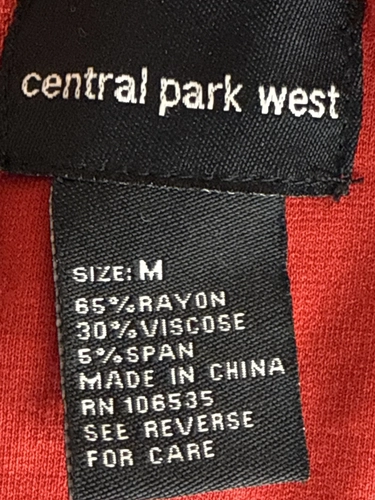 central park west
SIZE: M
65% RAYON
30% VISCOSE
5% SPAN
MADE IN CHINA
RN 106535
SEE REVERSE
FOR CARE